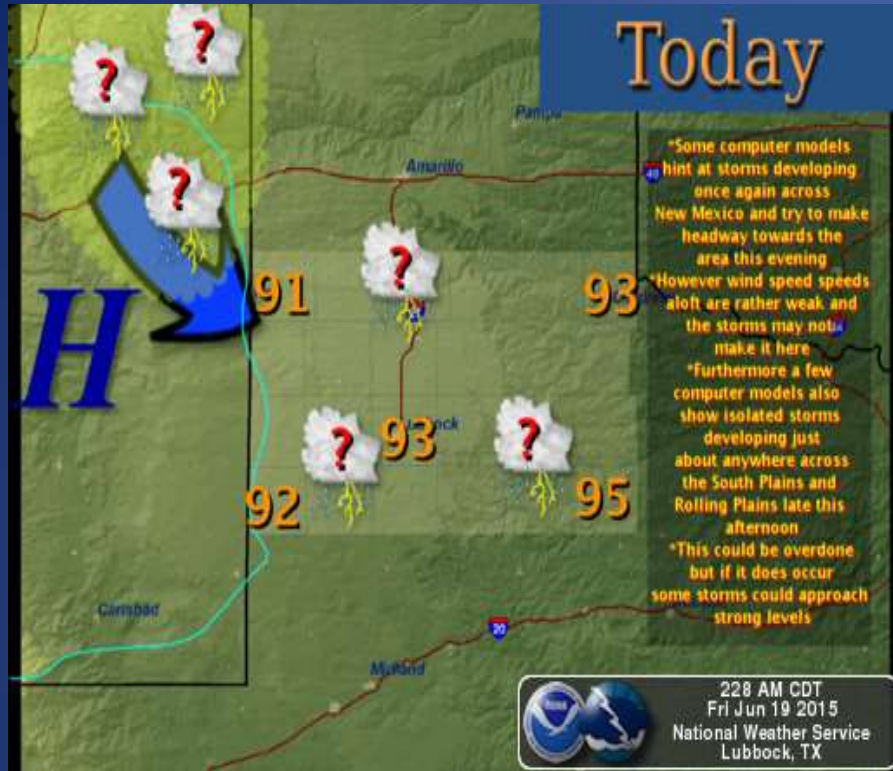 Today
?
?
?
?
?
?
Pampa
Amarillo
40
91
93
93
92
95
Carlsbad
20
Midland
*Some computer models
hint at storms developing
once again across
New Mexico and try to make
headway towards the
area this evening
*However wind speed speeds
aloft are rather weak and
the storms may not
make it here
*Furthermore a few
computer models also
show isolated storms
developing just
about anywhere across
the South Plains and
Rolling Plains late this
afternoon
*This could be overdone
but if it does occur
some storms could approach
strong levels
H
228 AM CDT
Fri Jun 19 2015
National Weather Service
Lubbock, TX